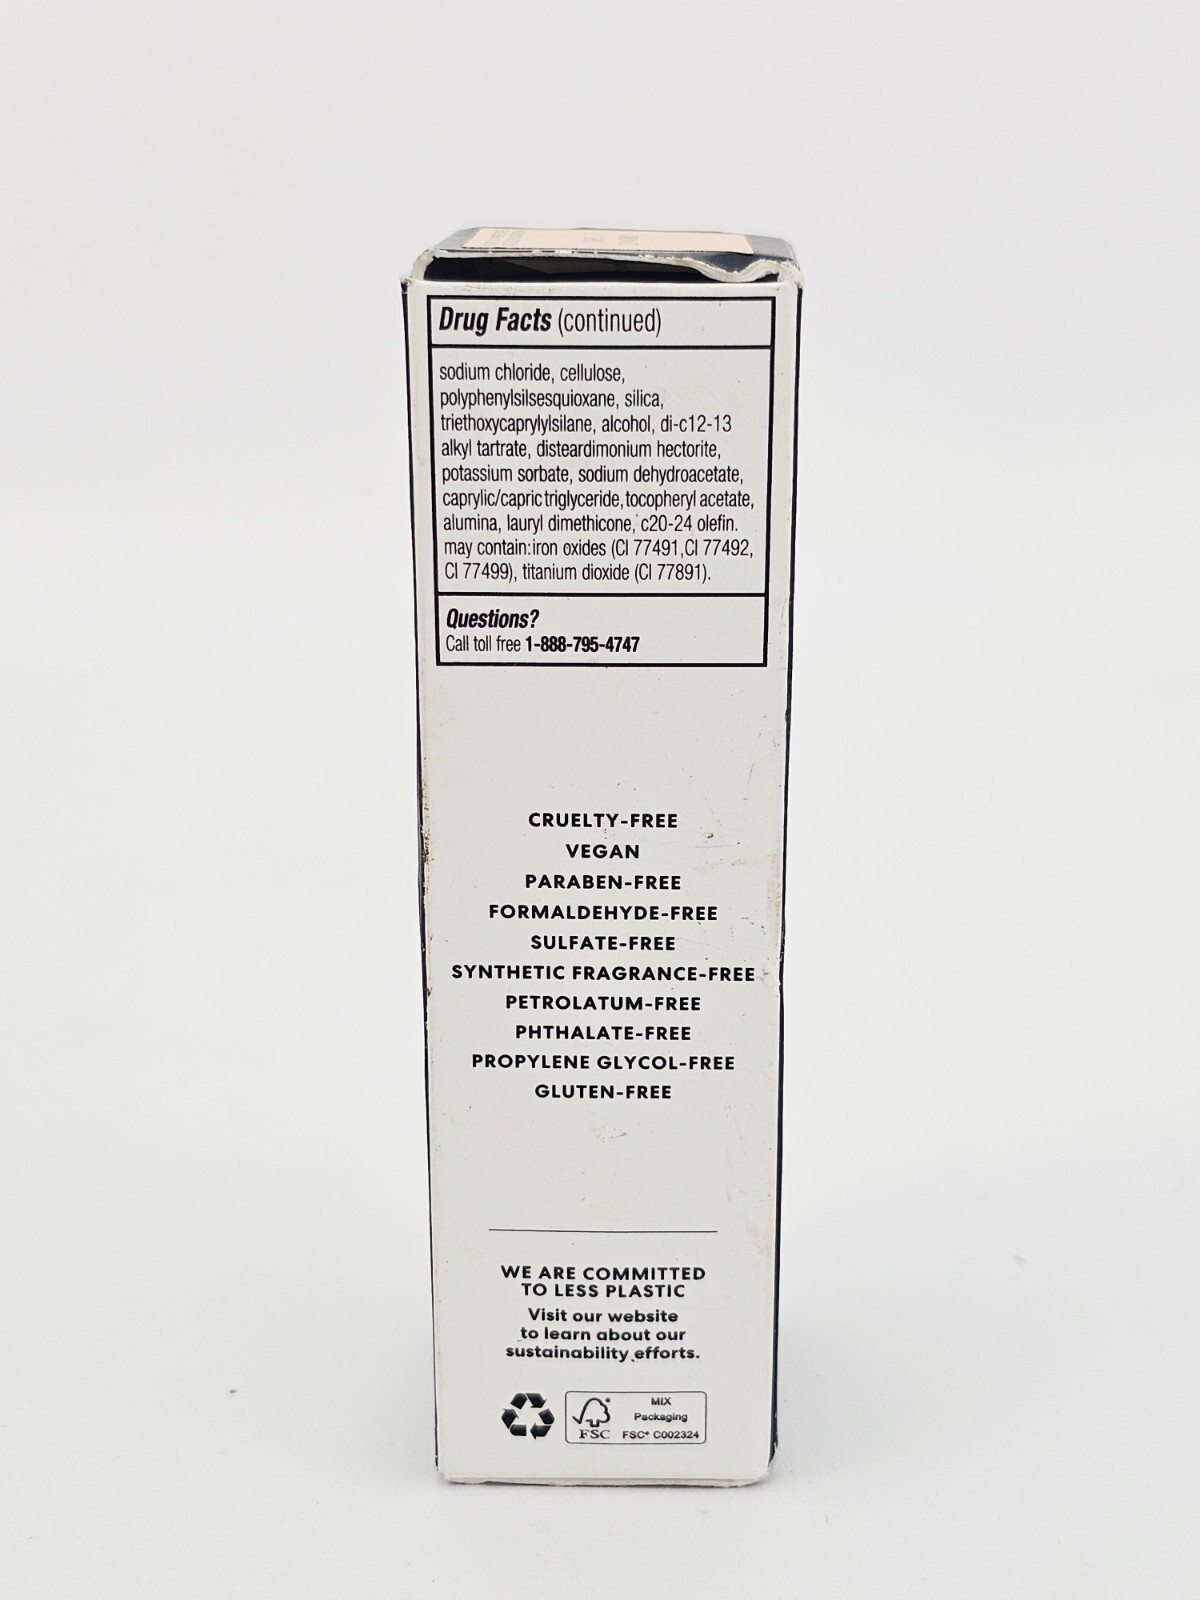 Drug Facts (continued)
sodium chloride, cellulose,
polyphenylsilsesquioxane, silica,
triethoxycaprylylsilane, alcohol, di-c12-13
alkyl tartrate, disteardimonium hectorite,
potassium sorbate, sodium dehydroacetate,
caprylic/capric triglyceride, tocopheryl acetate,
alumina, lauryl dimethicone, c20-24 olefin.
may contain:iron oxides (CI 77491,CI 77492,
CI 77499), titanium dioxide (CI 77891).
Questions?
Call toll free 1-888-795-4747
CRUELTY-FREE
VEGAN
PARABEN-FREE
FORMALDEHYDE-FREE
SULFATE-FREE
SYNTHETIC FRAGRANCE-FREE
PETROLATUM-FREE
PHTHALATE-FREE
PROPYLENE GLYCOL-FREE
GLUTEN-FREE
WE ARE COMMITTED
TO LESS PLASTIC
Visit our website
to learn about our
sustainability efforts.
MIX
Packaging
FSC FSC® C002324